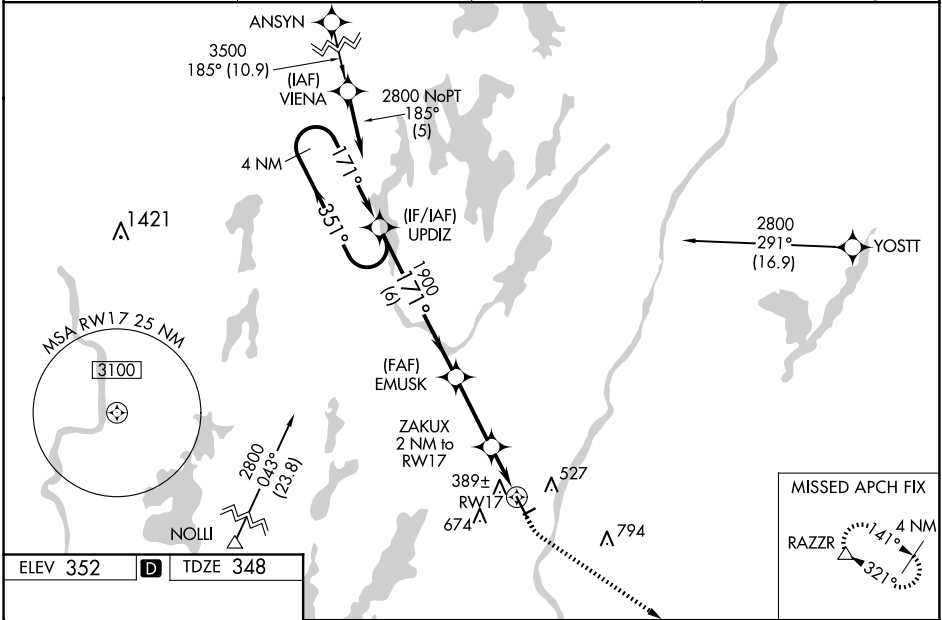 ANSYN
3500
185° (10.9)
(IAF)
VIENA
2800 NoPT
185°
(5)
4 NM
171°
351°
(IF/IAF)
UPDIZ
1421
2800
291°
(16.9)
YOSTT
1900
171°
(6)
MSA RW17 25 NM
3100
(FAF)
EMUSK
ZAKUX
2 NM to
RW17
2800
043°
(23.8)
NOLLI
389±
RW17
527
674
794
MISSED APCH FIX
4 NM
RAZZR
141°
321°
ELEV 352
D
TDZE 348